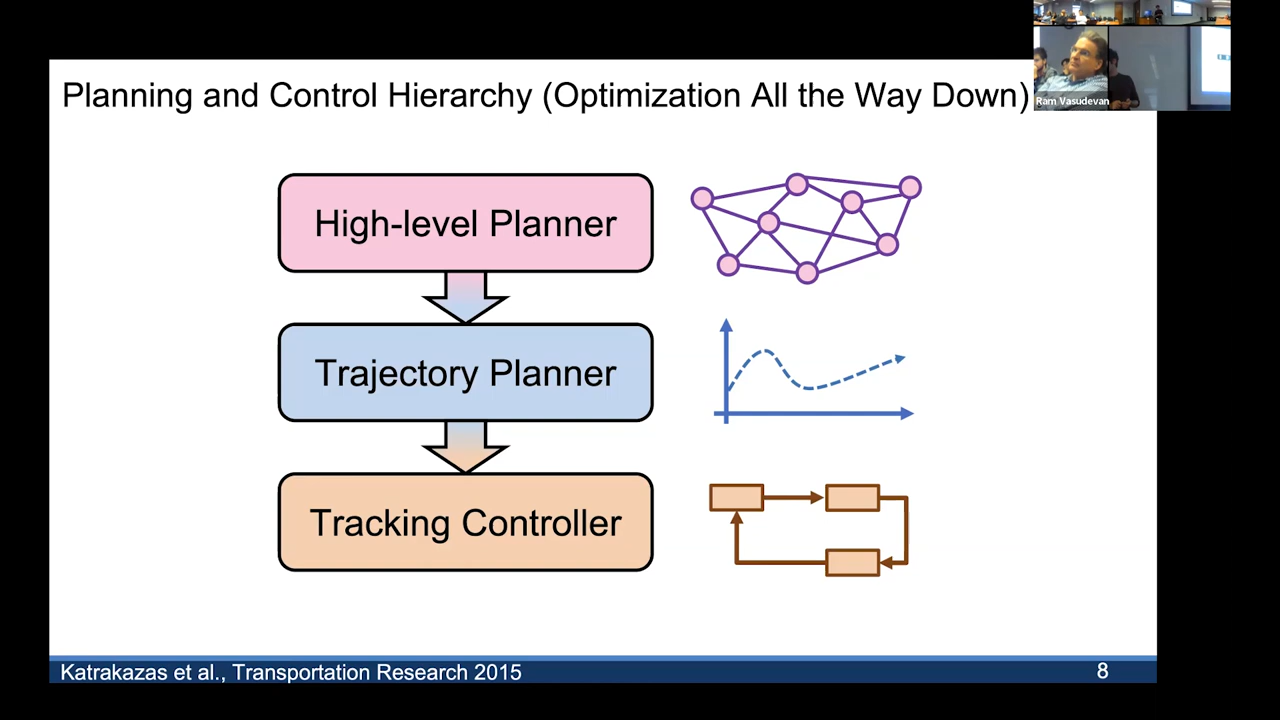 Planning and Control Hierarchy (Optimization All the Way Down)
Ram Vasudevan
High-level Planner
Trajectory Planner
Tracking Controller
Katrakazas et al., Transportation Research 2015
8